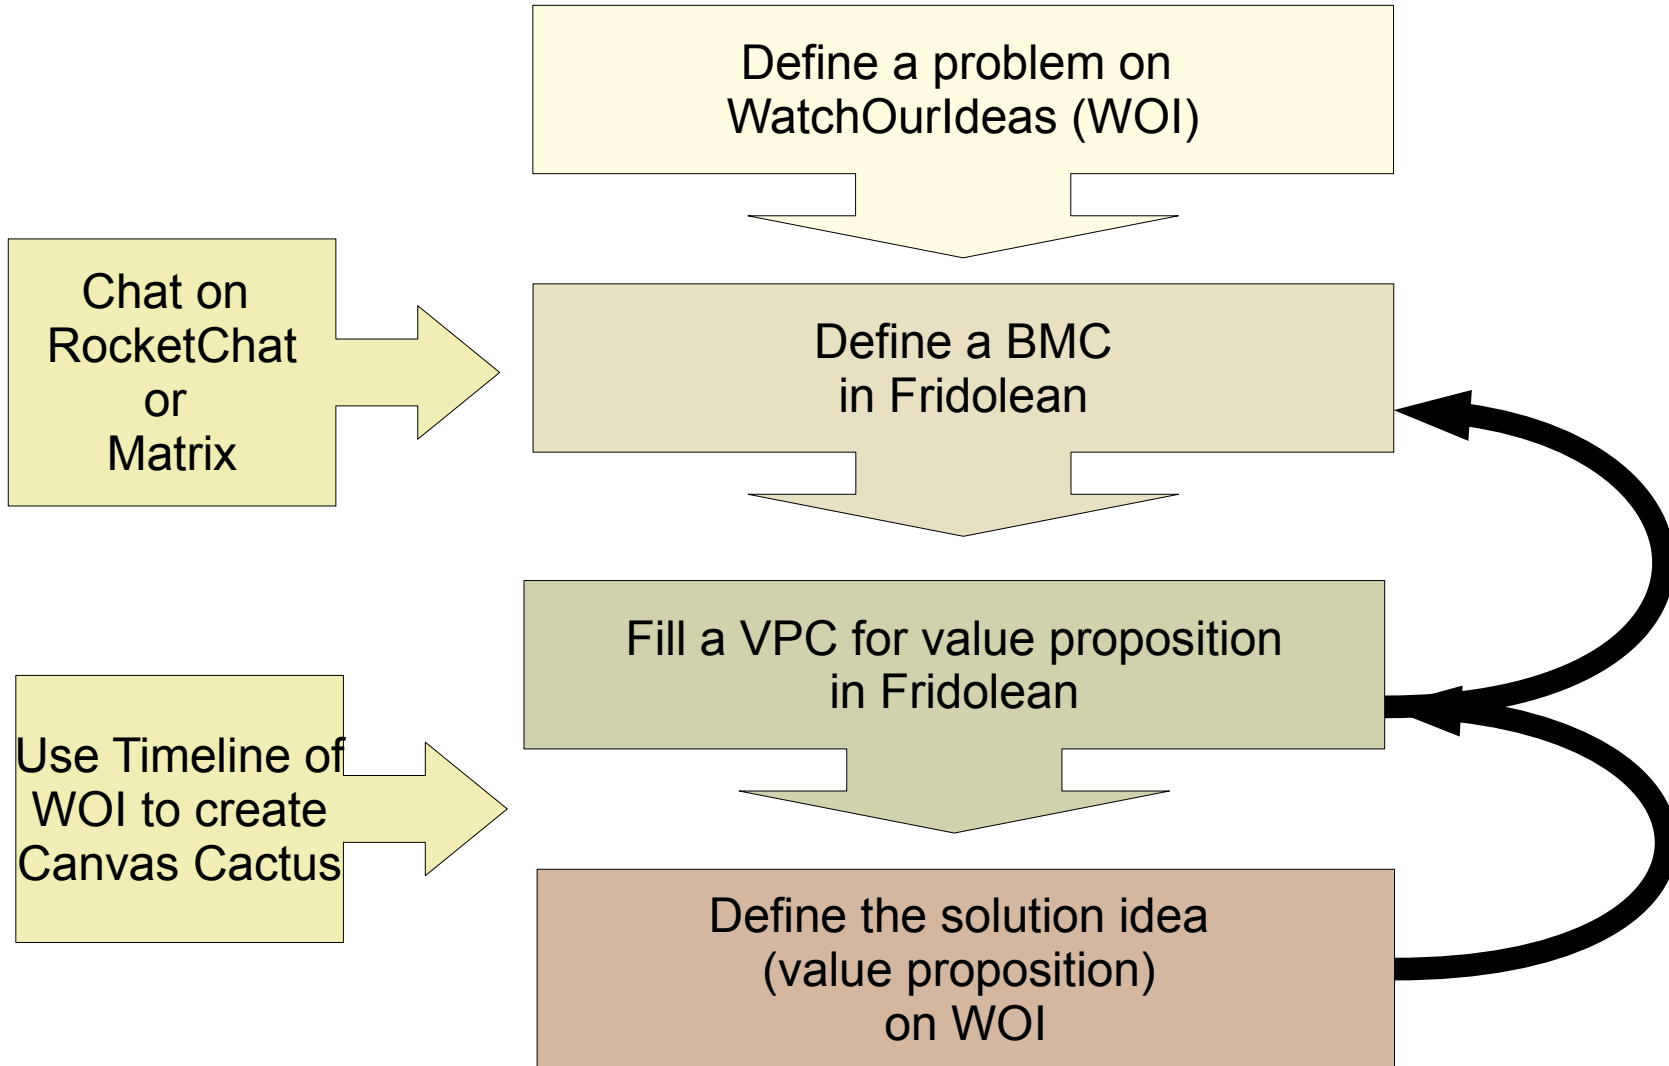 Define a problem on
WatchOurIdeas (WOI)
Chat on
RocketChat
or
Matrix
Define a BMC
in Fridolean
Fill a VPC for value proposition
in Fridolean
Use Timeline of
WOI to create
Canvas Cactus
Define the solution idea
(value proposition)
on WOI